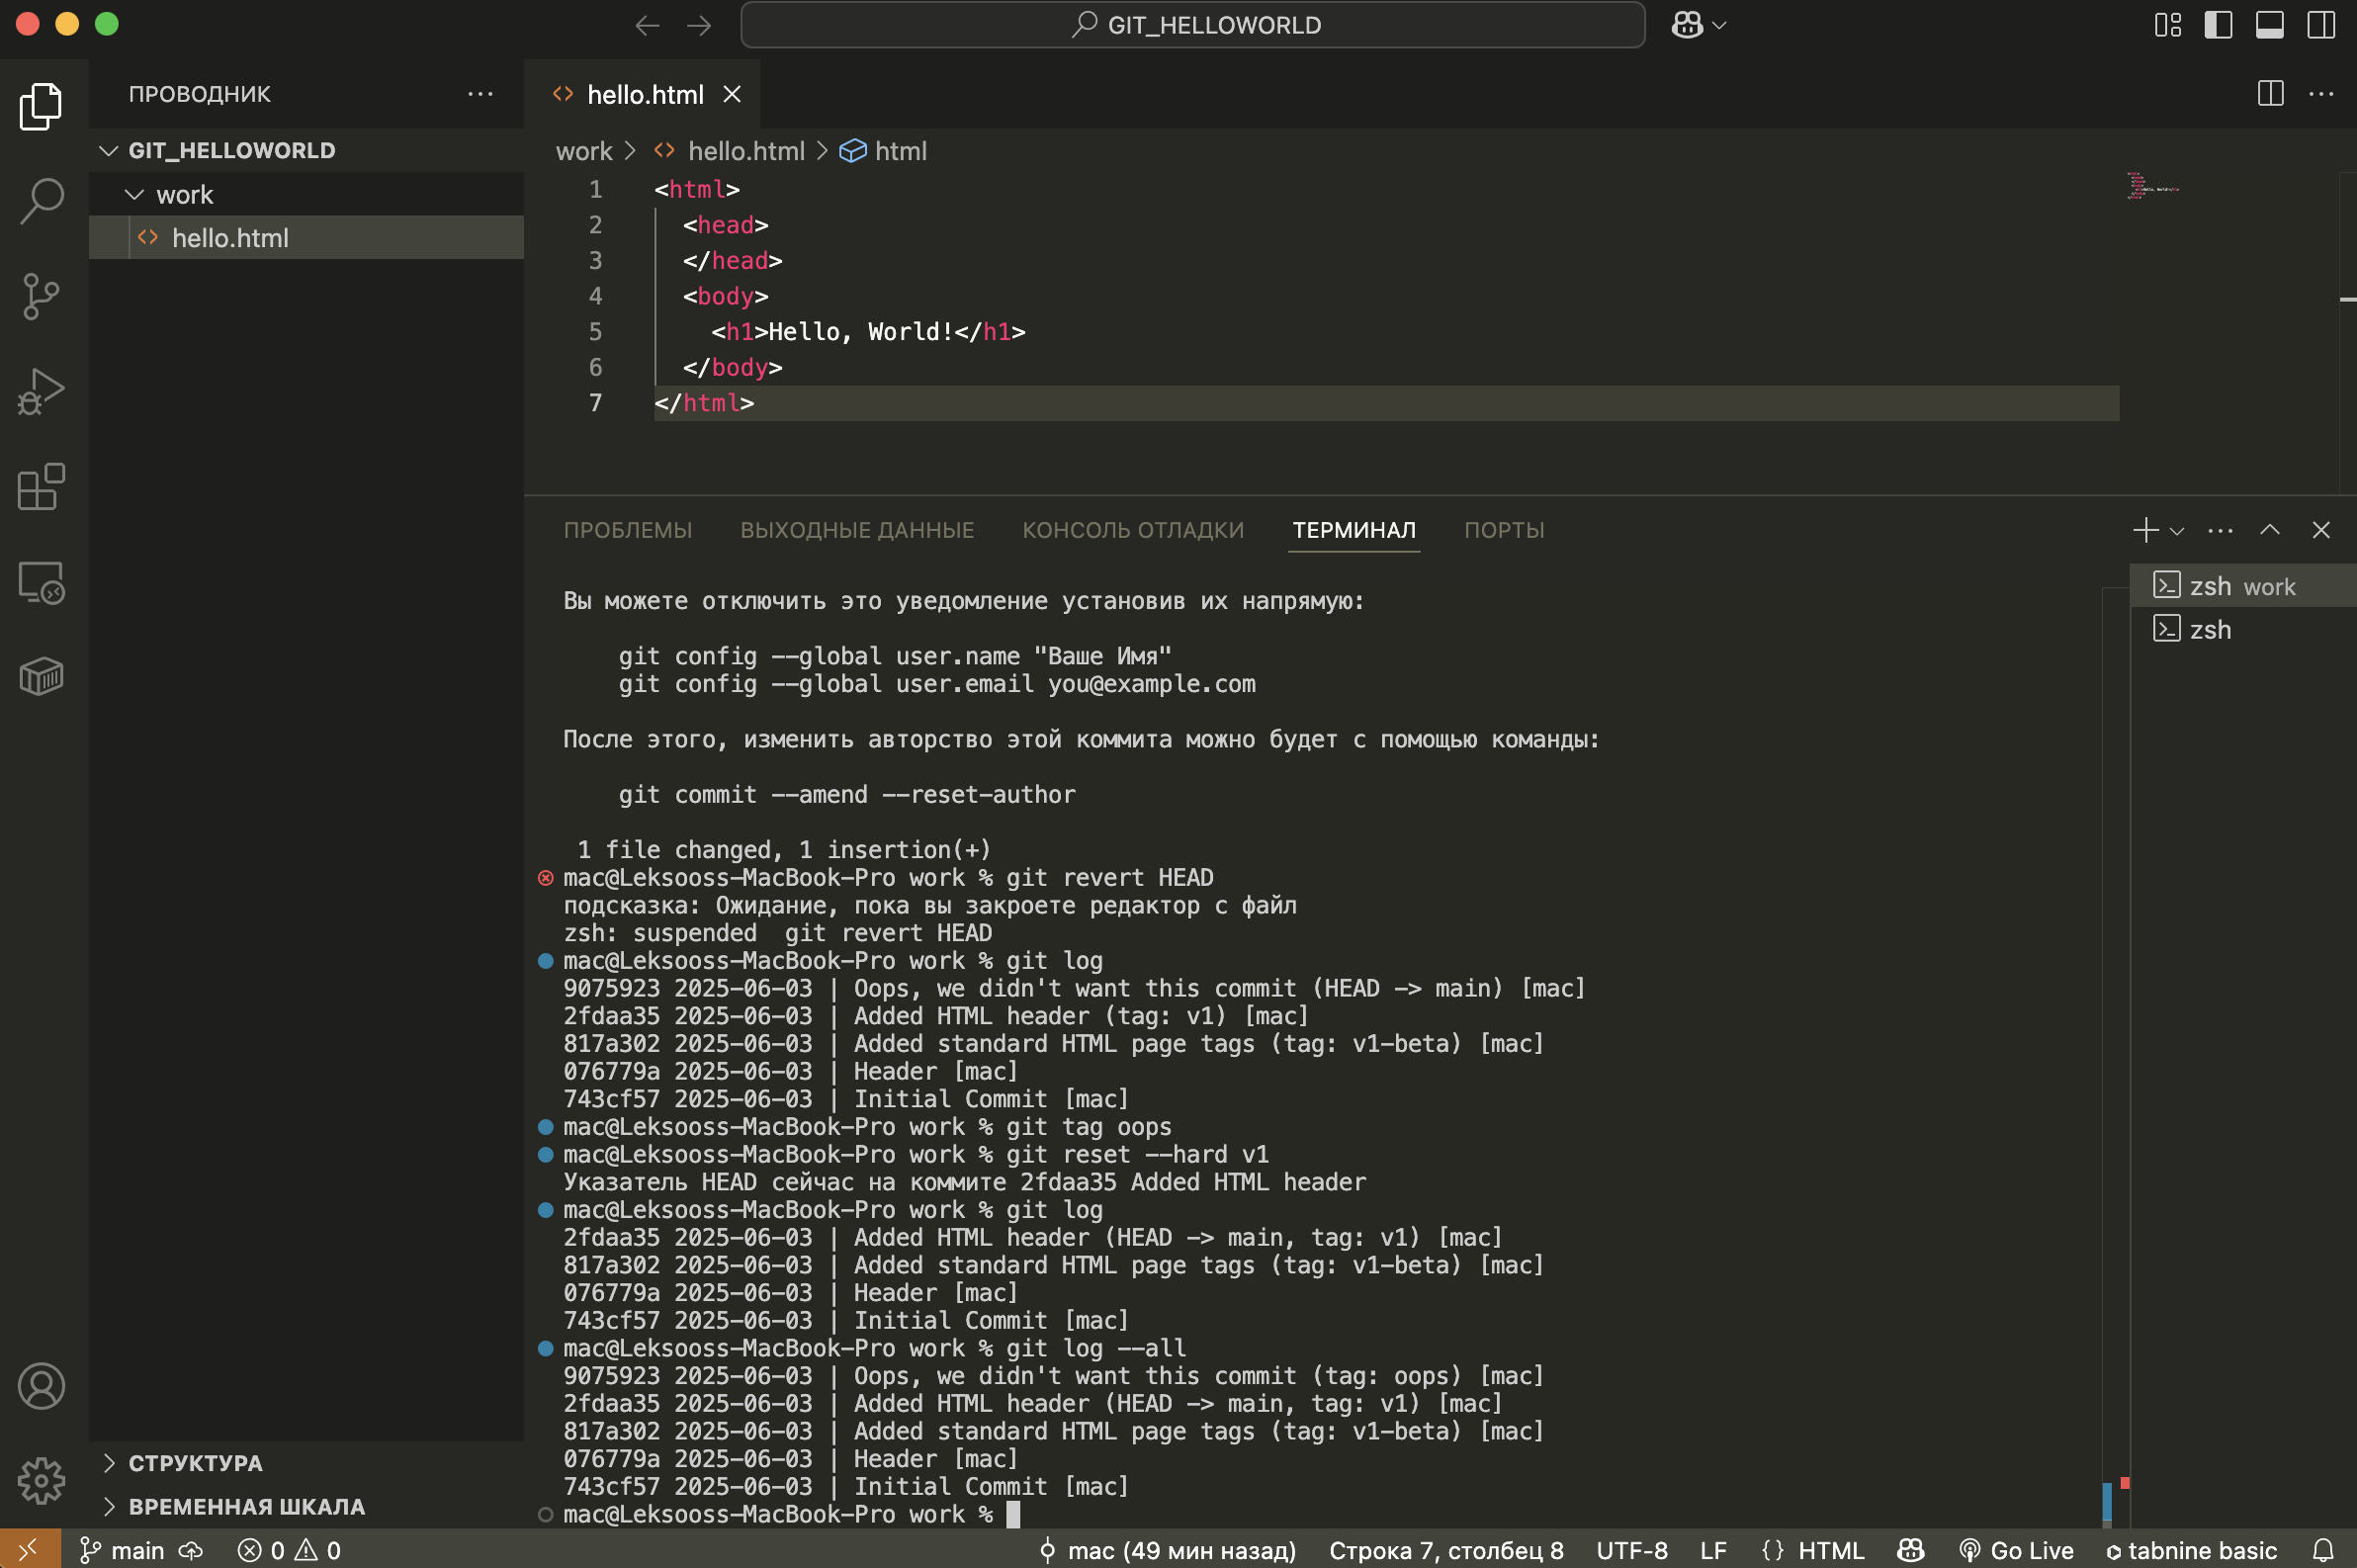 GIT_HELLOWORLD
ПРОВОДНИК
GIT_HELLOWORLD
work
hello.html
СТРУКТУРА
ВРЕМЕННАЯ ШКАЛА
hello.html
work > hello.html > html
1 <html>
2 <head>
3 </head>
4 <body>
5 <h1>Hello, World!</h1>
6 </body>
7 </html>
ПРОБЛЕМЫ ВЫХОДНЫЕ ДАННЫЕ КОНСОЛЬ ОТЛАДКИ ТЕРМИНАЛ ПОРТЫ
zsh work
zsh
Вы можете отключить это уведомление установив их напрямую:
git config --global user.name "Ваше Имя"
git config --global user.email you@example.com
После этого, изменить авторство этой коммита можно будет с помощью команды:
git commit --amend --reset-author
1 file changed, 1 insertion(+)
mac@Leksooss-MacBook-Pro work % git revert HEAD
подсказка: Ожидание, пока вы закроете редактор с файл
zsh: suspended  git revert HEAD
mac@Leksooss-MacBook-Pro work % git log
9075923 2025-06-03 | Oops, we didn't want this commit (HEAD -> main) [mac]
2fdaa35 2025-06-03 | Added HTML header (tag: v1) [mac]
817a302 2025-06-03 | Added standard HTML page tags (tag: v1-beta) [mac]
076779a 2025-06-03 | Header [mac]
743cf57 2025-06-03 | Initial Commit [mac]
mac@Leksooss-MacBook-Pro work % git tag oops
mac@Leksooss-MacBook-Pro work % git reset --hard v1
Указатель HEAD сейчас на коммите 2fdaa35 Added HTML header
mac@Leksooss-MacBook-Pro work % git log
2fdaa35 2025-06-03 | Added HTML header (HEAD -> main, tag: v1) [mac]
817a302 2025-06-03 | Added standard HTML page tags (tag: v1-beta) [mac]
076779a 2025-06-03 | Header [mac]
743cf57 2025-06-03 | Initial Commit [mac]
mac@Leksooss-MacBook-Pro work % git log --all
9075923 2025-06-03 | Oops, we didn't want this commit (tag: oops) [mac]
2fdaa35 2025-06-03 | Added HTML header (HEAD -> main, tag: v1) [mac]
817a302 2025-06-03 | Added standard HTML page tags (tag: v1-beta) [mac]
076779a 2025-06-03 | Header [mac]
743cf57 2025-06-03 | Initial Commit [mac]
mac@Leksooss-MacBook-Pro work %
main 0 0 mac (49 мин назад) Строка 7, столбец 8 UTF-8 LF {} HTML Go Live tabnine basic